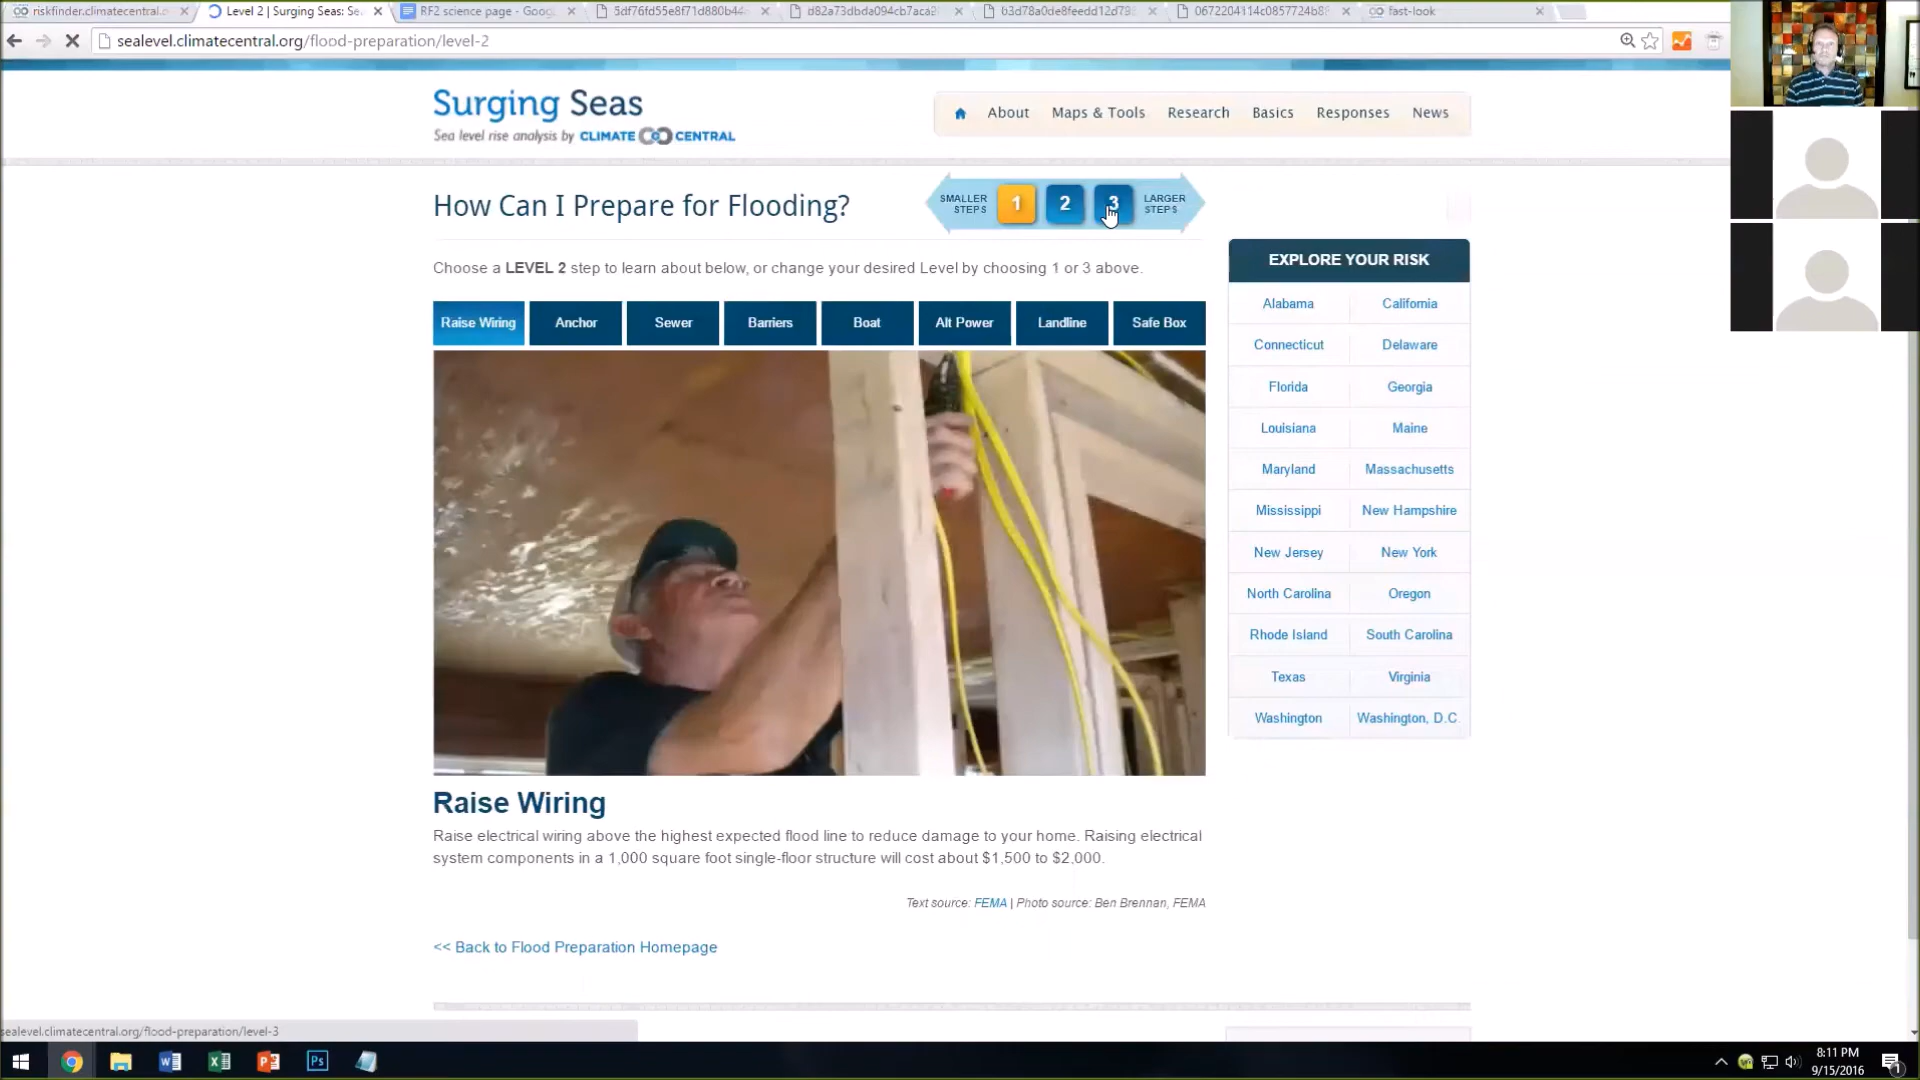 riskfinder.climatecentral.o
Level 2 | Surging Seas: Se
RF2 science page - Goog
5df76fd55e8f71d880b44
d82a73dbda094cb7aca9
b3d78a0de8feedd12d78
0672204114c0857724b88
fast-look
sealevel.climatecentral.org/flood-preparation/level-2
Surging Seas
Sea level rise analysis by CLIMATE CENTRAL
About
Maps & Tools
Research
Basics
Responses
News
How Can I Prepare for Flooding?
SMALLER STEPS
1
2
3
LARGER STEPS
Choose a LEVEL 2 step to learn about below, or change your desired Level by choosing 1 or 3 above.
Raise Wiring
Anchor
Sewer
Barriers
Boat
Alt Power
Landline
Safe Box
EXPLORE YOUR RISK
Alabama California
Connecticut Delaware
Florida Georgia
Louisiana Maine
Maryland Massachusetts
Mississippi New Hampshire
New Jersey New York
North Carolina Oregon
Rhode Island South Carolina
Texas Virginia
Washington Washington, D.C.
Raise Wiring
Raise electrical wiring above the highest expected flood line to reduce damage to your home. Raising electrical
system components in a 1,000 square foot single-floor structure will cost about $1,500 to $2,000.
Text source: FEMA | Photo source: Ben Brennan, FEMA
<< Back to Flood Preparation Homepage
sealevel.climatecentral.org/flood-preparation/level-3
8:11 PM
9/15/2016
Ps
1